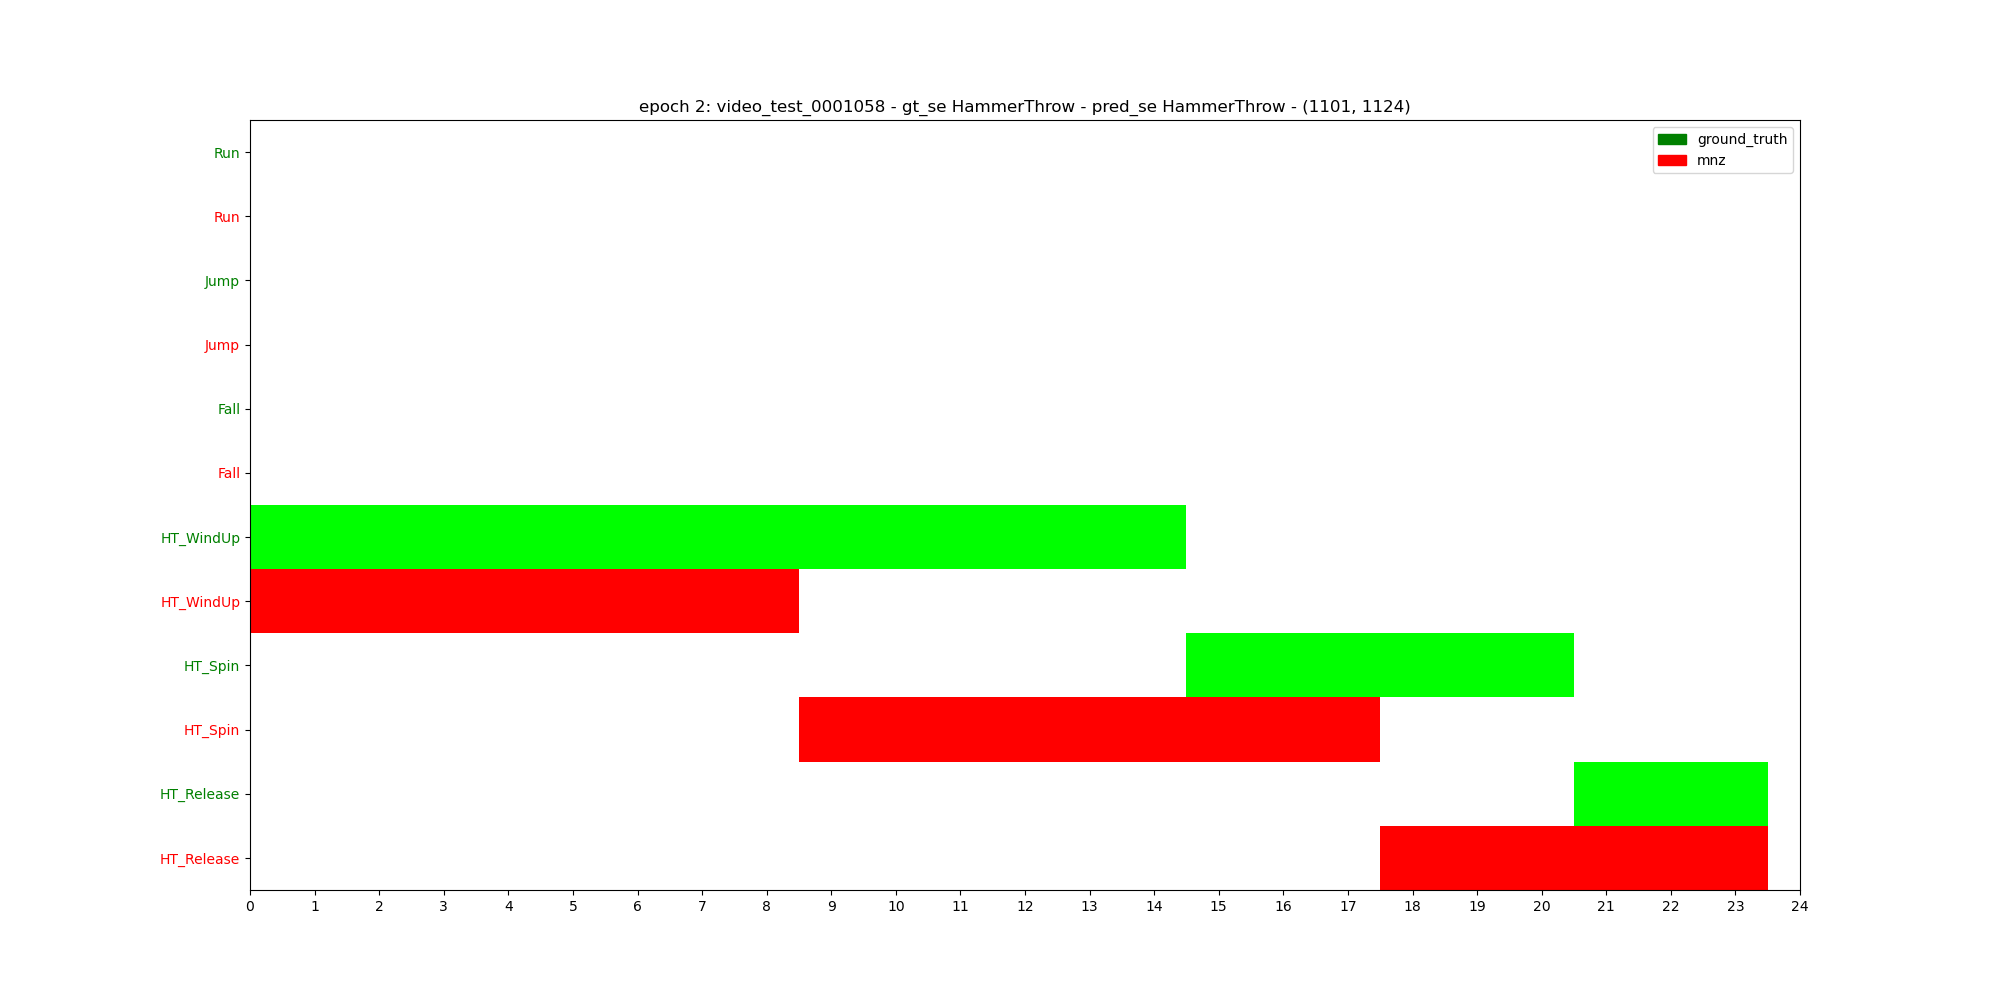 epoch 2: video_test_0001058 - gt_se HammerThrow - pred_se HammerThrow - (1101, 1124)
ground_truth
mnz
Run
Run
Jump
Jump
Fall
Fall
HT_WindUp
HT_WindUp
HT_Spin
HT_Spin
HT_Release
HT_Release
0 1 2 3 4 5 6 7 8 9 10 11 12 13 14 15 16 17 18 19 20 21 22 23 24